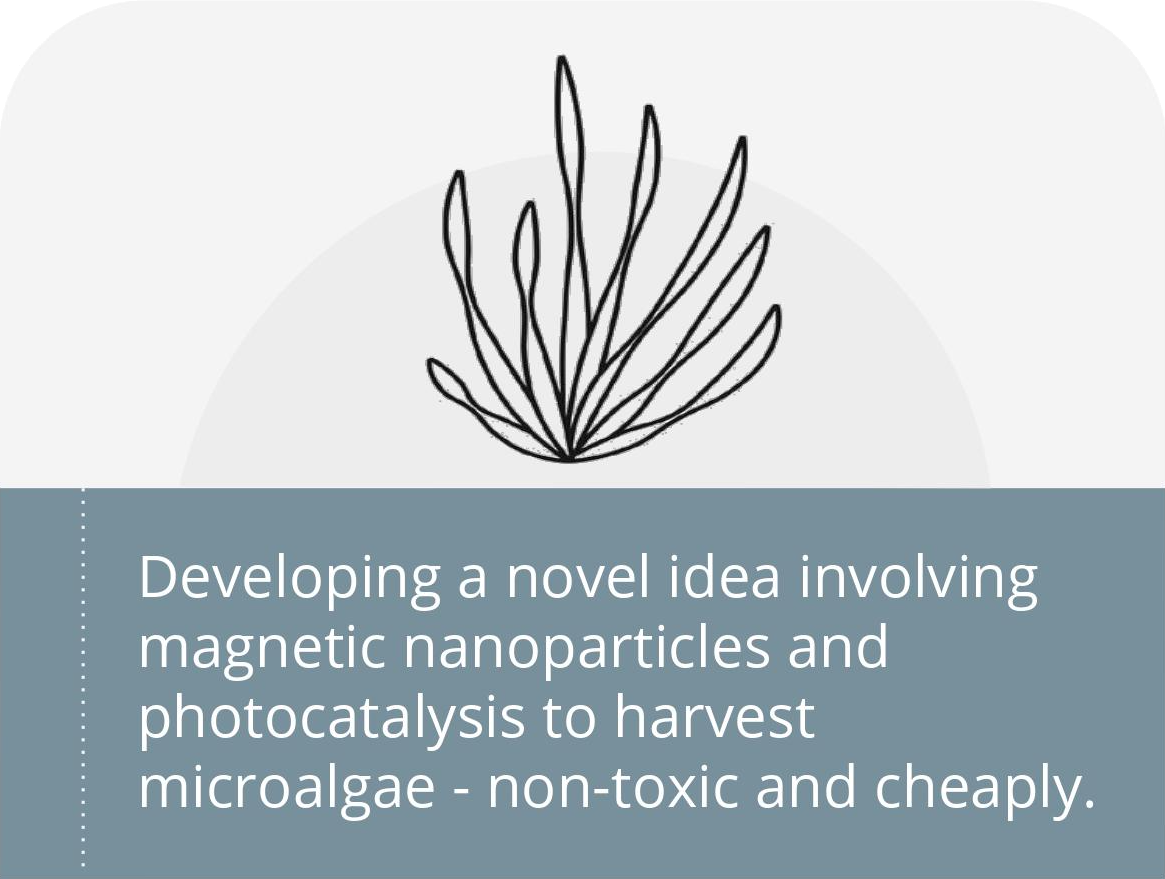 Developing a novel idea involving
magnetic nanoparticles and
photocatalysis to harvest
microalgae - non-toxic and cheaply.